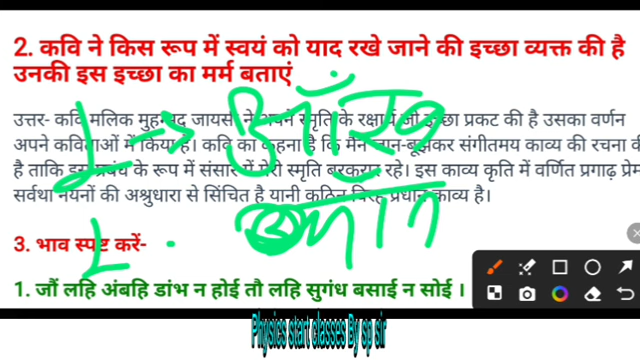 2. कवि ने किस रूप में स्वयं को याद रखे जाने की इच्छा व्यक्त की है
उनकी इस इच्छा का मर्म बताएं
उत्तर- कवि मलिक मुहम्मद जायसी ने अपने स्मृति के रक्षार्थ जो इच्छा प्रकट की है उसका वर्णन
अपने कविताओं में किया है। कवि का कहना है कि मैंने जान-बूझकर संगीतमय काव्य की रचना की
है ताकि इस प्रबंध के रूप में संसार में मेरी स्मृति बरकरार रहे। इस काव्य कृति में वर्णित प्रगाढ़ प्रेम
सर्वथा नयनों की अश्रुधारा से सिंचित है यानी कठिन विरह प्रधान काव्य है।
3. भाव स्पष्ट करें-
1. जौं लहि अंबहि डांभ न होई तौ लहि सुगंध बसाई न सोई ।
Physics start classes By sp sir